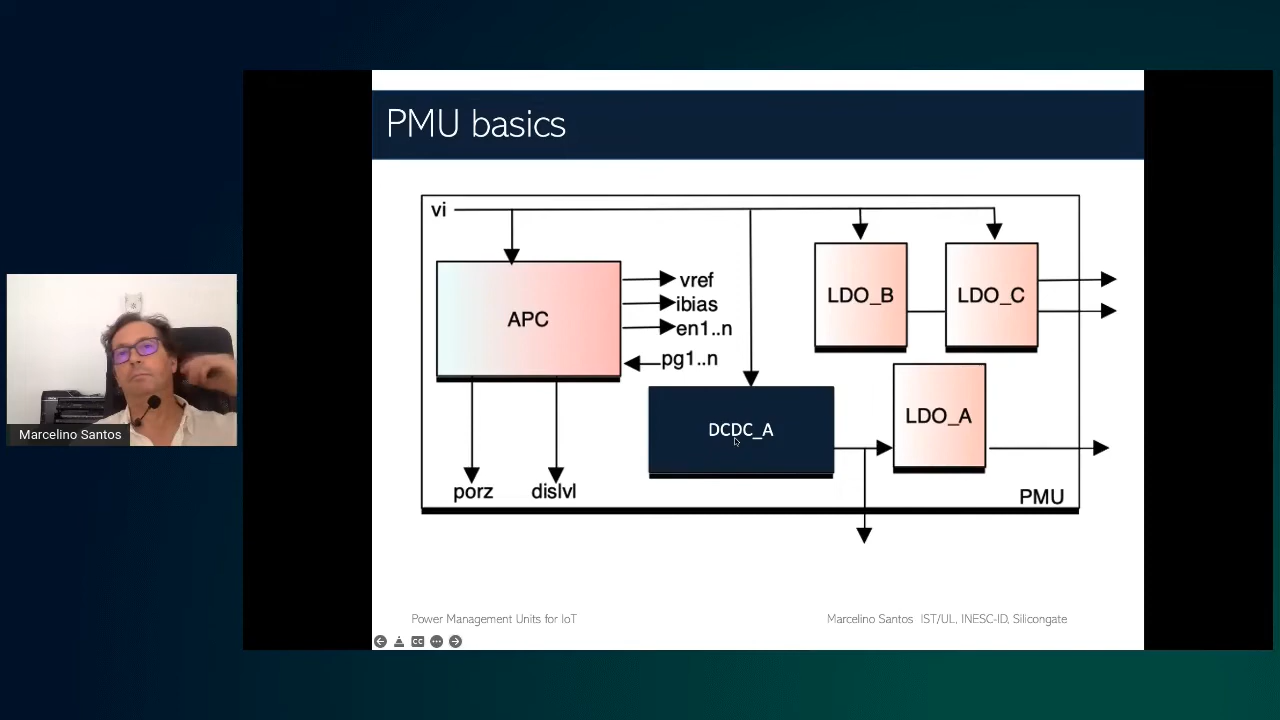 PMU basics
vi
APC
vref
ibias
en1..n
pg1..n
LDO_B
LDO_C
DCDC_A
LDO_A
porz
dislvl
PMU
Marcelino Santos
Power Management Units for IoT
Marcelino Santos IST/UL, INESC-ID, Silicongate
CC